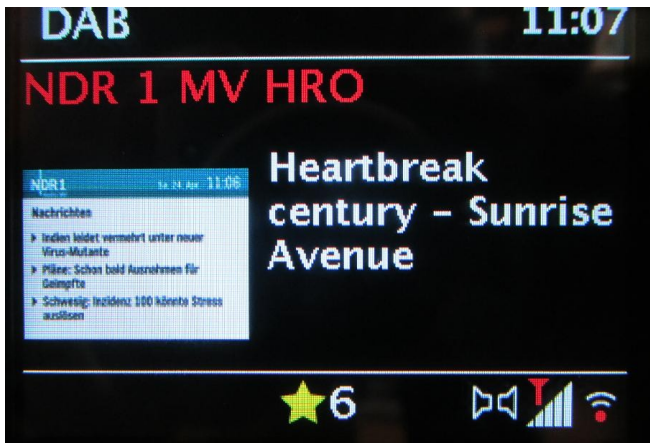 DAB 11:07
NDR 1 MV HRO
Heartbreak
century – Sunrise
Avenue
NDR1 Sa. 24. Apr. 11:06
Nachrichten
Indien leidet vermehrt unter neuer
Virus-Mutante
Pläne: Schon bald Ausnahmen für
Geimpfte
Schwesig: Inzidenz 100 könnte Stress
auslösen
6